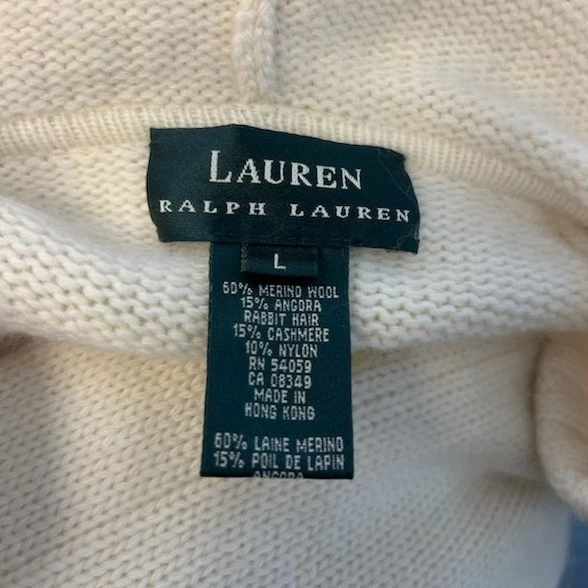 LAUREN
RALPH LAUREN
L
60% MERINO WOOL
15% ANGORA
RABBIT HAIR
15% CASHMERE
10% NYLON
RN 54059
CA 08349
MADE IN
HONG KONG
60% LAINE MERINO
15% POIL DE LAPIN
ANGORA